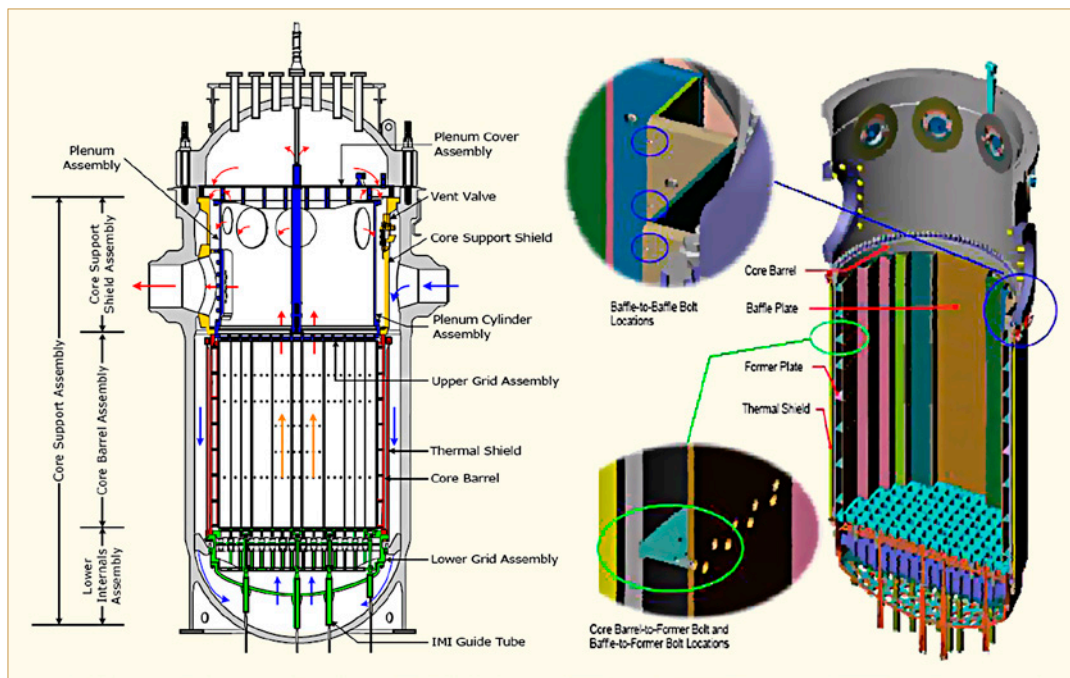 Plenum
Assembly
Plenum Cover
Assembly
Vent Valve
Core Support Shield
Plenum Cylinder
Assembly
Upper Grid Assembly
Thermal Shield
Core Barrel
Lower Grid Assembly
IMI Guide Tube
Core Support Assembly
Core Support
Shield Assembly
Core Barrel Assembly
Lower
Internals
Assembly
Baffle-to-Baffle Bolt
Locations
Core Barrel
Baffle Plate
Former Plate
Thermal Shield
Core Barrel-to-Former Bolt and
Baffle-to-Former Bolt Locations